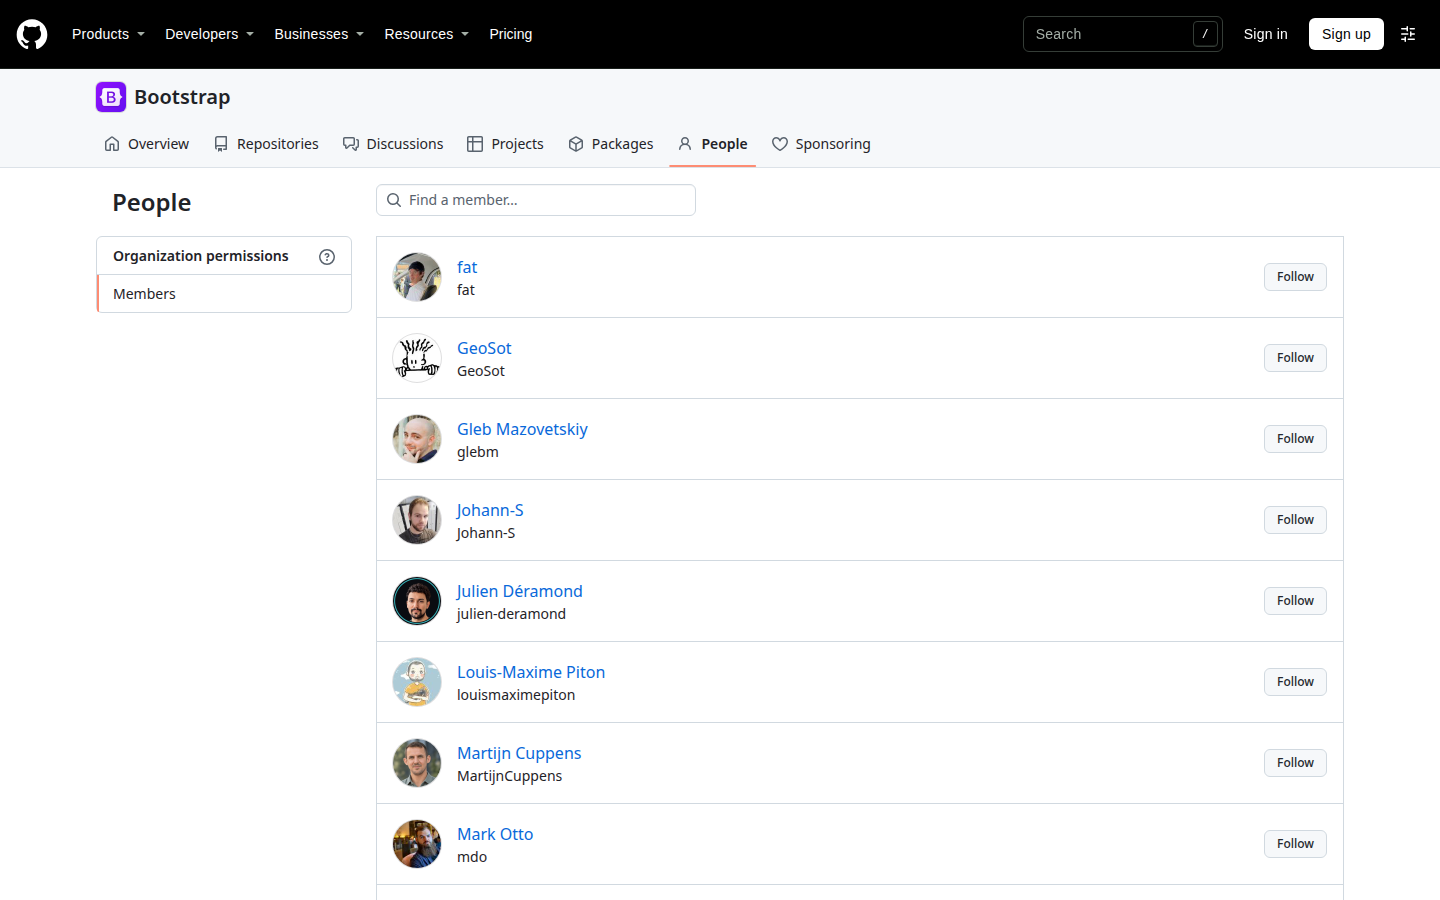 Products
Developers
Businesses
Resources
Pricing
Search
/
Sign in
Sign up
B
Bootstrap
Overview
Repositories
Discussions
Projects
Packages
People
Sponsoring
People
Organization permissions
Members
Find a member...
fat
fat
Follow
GeoSot
GeoSot
Follow
Gleb Mazovetskiy
glebm
Follow
Johann-S
Johann-S
Follow
Julien Déramond
julien-deramond
Follow
Louis-Maxime Piton
louismaximepiton
Follow
Martijn Cuppens
MartijnCuppens
Follow
Mark Otto
mdo
Follow